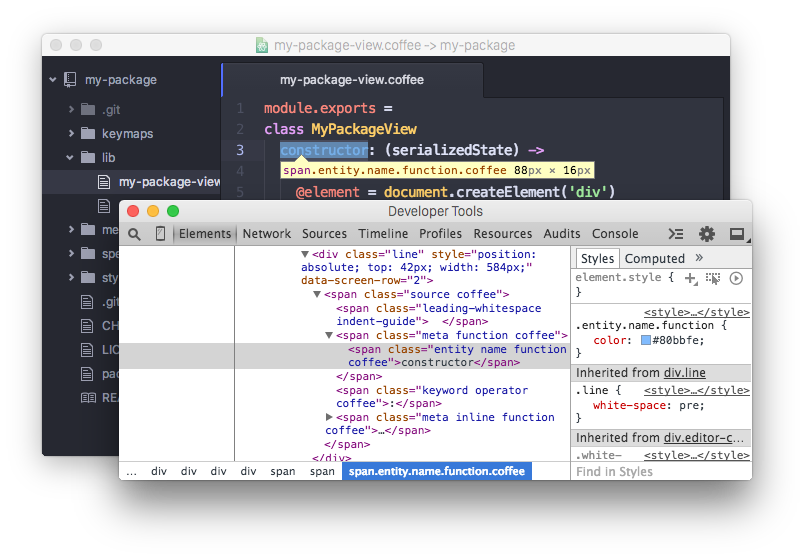 my-package-view.coffee -> my-package
my-package
.git
keymaps
lib
my-package-view
me
spe
sty
.gi
CH
LIC
pac
REA
my-package-view.coffee
1 module.exports =
2 class MyPackageView
3 constructor: (serializedState) ->
4
span.entity.name.function.coffee 88px × 16px
5 @element = document.createElement('div')
Developer Tools
Elements Network Sources Timeline Profiles Resources Audits Console
<div class="line" style="position:
absolute; top: 42px; width: 584px;"
data-screen-row="2">
<span class="source coffee">
<span class="leading-whitespace
indent-guide">  </span>
<span class="meta function coffee">
<span class="entity name function
coffee">constructor</span>
</span>
<span class="keyword operator
coffee">:</span>
<span class="meta inline function
coffee">…</span>
</span>
</div>
… div div div div span span span.entity.name.function.coffee
Styles Computed »
element.style {
}
<style>…</style>
.entity.name.function {
color: #80bbfe;
}
Inherited from div.line
.line { <style>…</style>
white-space: pre;
}
Inherited from div.editor-c…
.white- <style>…</style>
Find in Styles